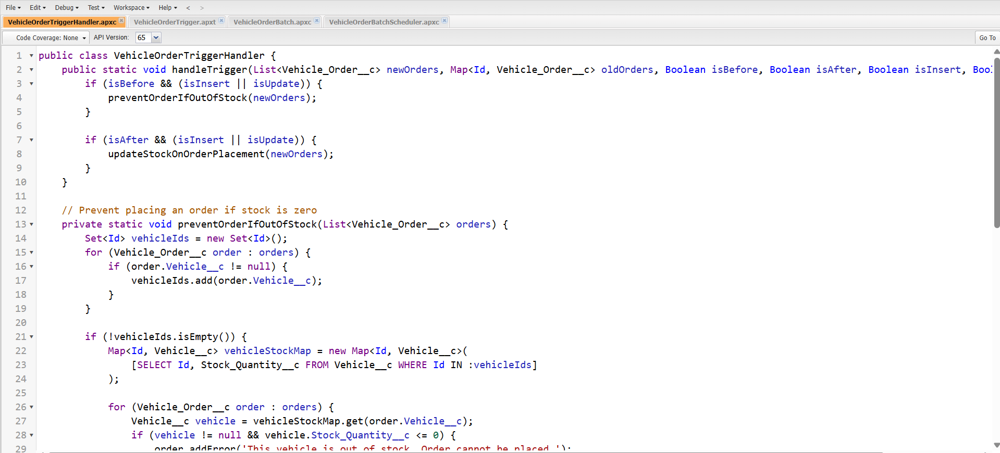 File Edit Debug Test Workspace Help < >
VehicleOrderTriggerHandler.apxc VehicleOrderTrigger.apxt VehicleOrderBatch.apxc VehicleOrderBatchScheduler.apxc
Code Coverage: None API Version: 65 Go To
1 public class VehicleOrderTriggerHandler {
2 public static void handleTrigger(List<Vehicle_Order__c> newOrders, Map<Id, Vehicle_Order__c> oldOrders, Boolean isBefore, Boolean isAfter, Boolean isInsert, Bool
3 if (isBefore && (isInsert || isUpdate)) {
4 preventOrderIfOutOfStock(newOrders);
5 }
6
7 if (isAfter && (isInsert || isUpdate)) {
8 updateStockOnOrderPlacement(newOrders);
9 }
10 }
11
12 // Prevent placing an order if stock is zero
13 private static void preventOrderIfOutOfStock(List<Vehicle_Order__c> orders) {
14 Set<Id> vehicleIds = new Set<Id>();
15 for (Vehicle_Order__c order : orders) {
16 if (order.Vehicle__c != null) {
17 vehicleIds.add(order.Vehicle__c);
18 }
19 }
20
21 if (!vehicleIds.isEmpty()) {
22 Map<Id, Vehicle__c> vehicleStockMap = new Map<Id, Vehicle__c>(
23 [SELECT Id, Stock_Quantity__c FROM Vehicle__c WHERE Id IN :vehicleIds]
24 );
25
26 for (Vehicle_Order__c order : orders) {
27 Vehicle__c vehicle = vehicleStockMap.get(order.Vehicle__c);
28 if (vehicle != null && vehicle.Stock_Quantity__c <= 0) {
29 order.addError('This vehicle is out of stock. Order cannot be placed.');